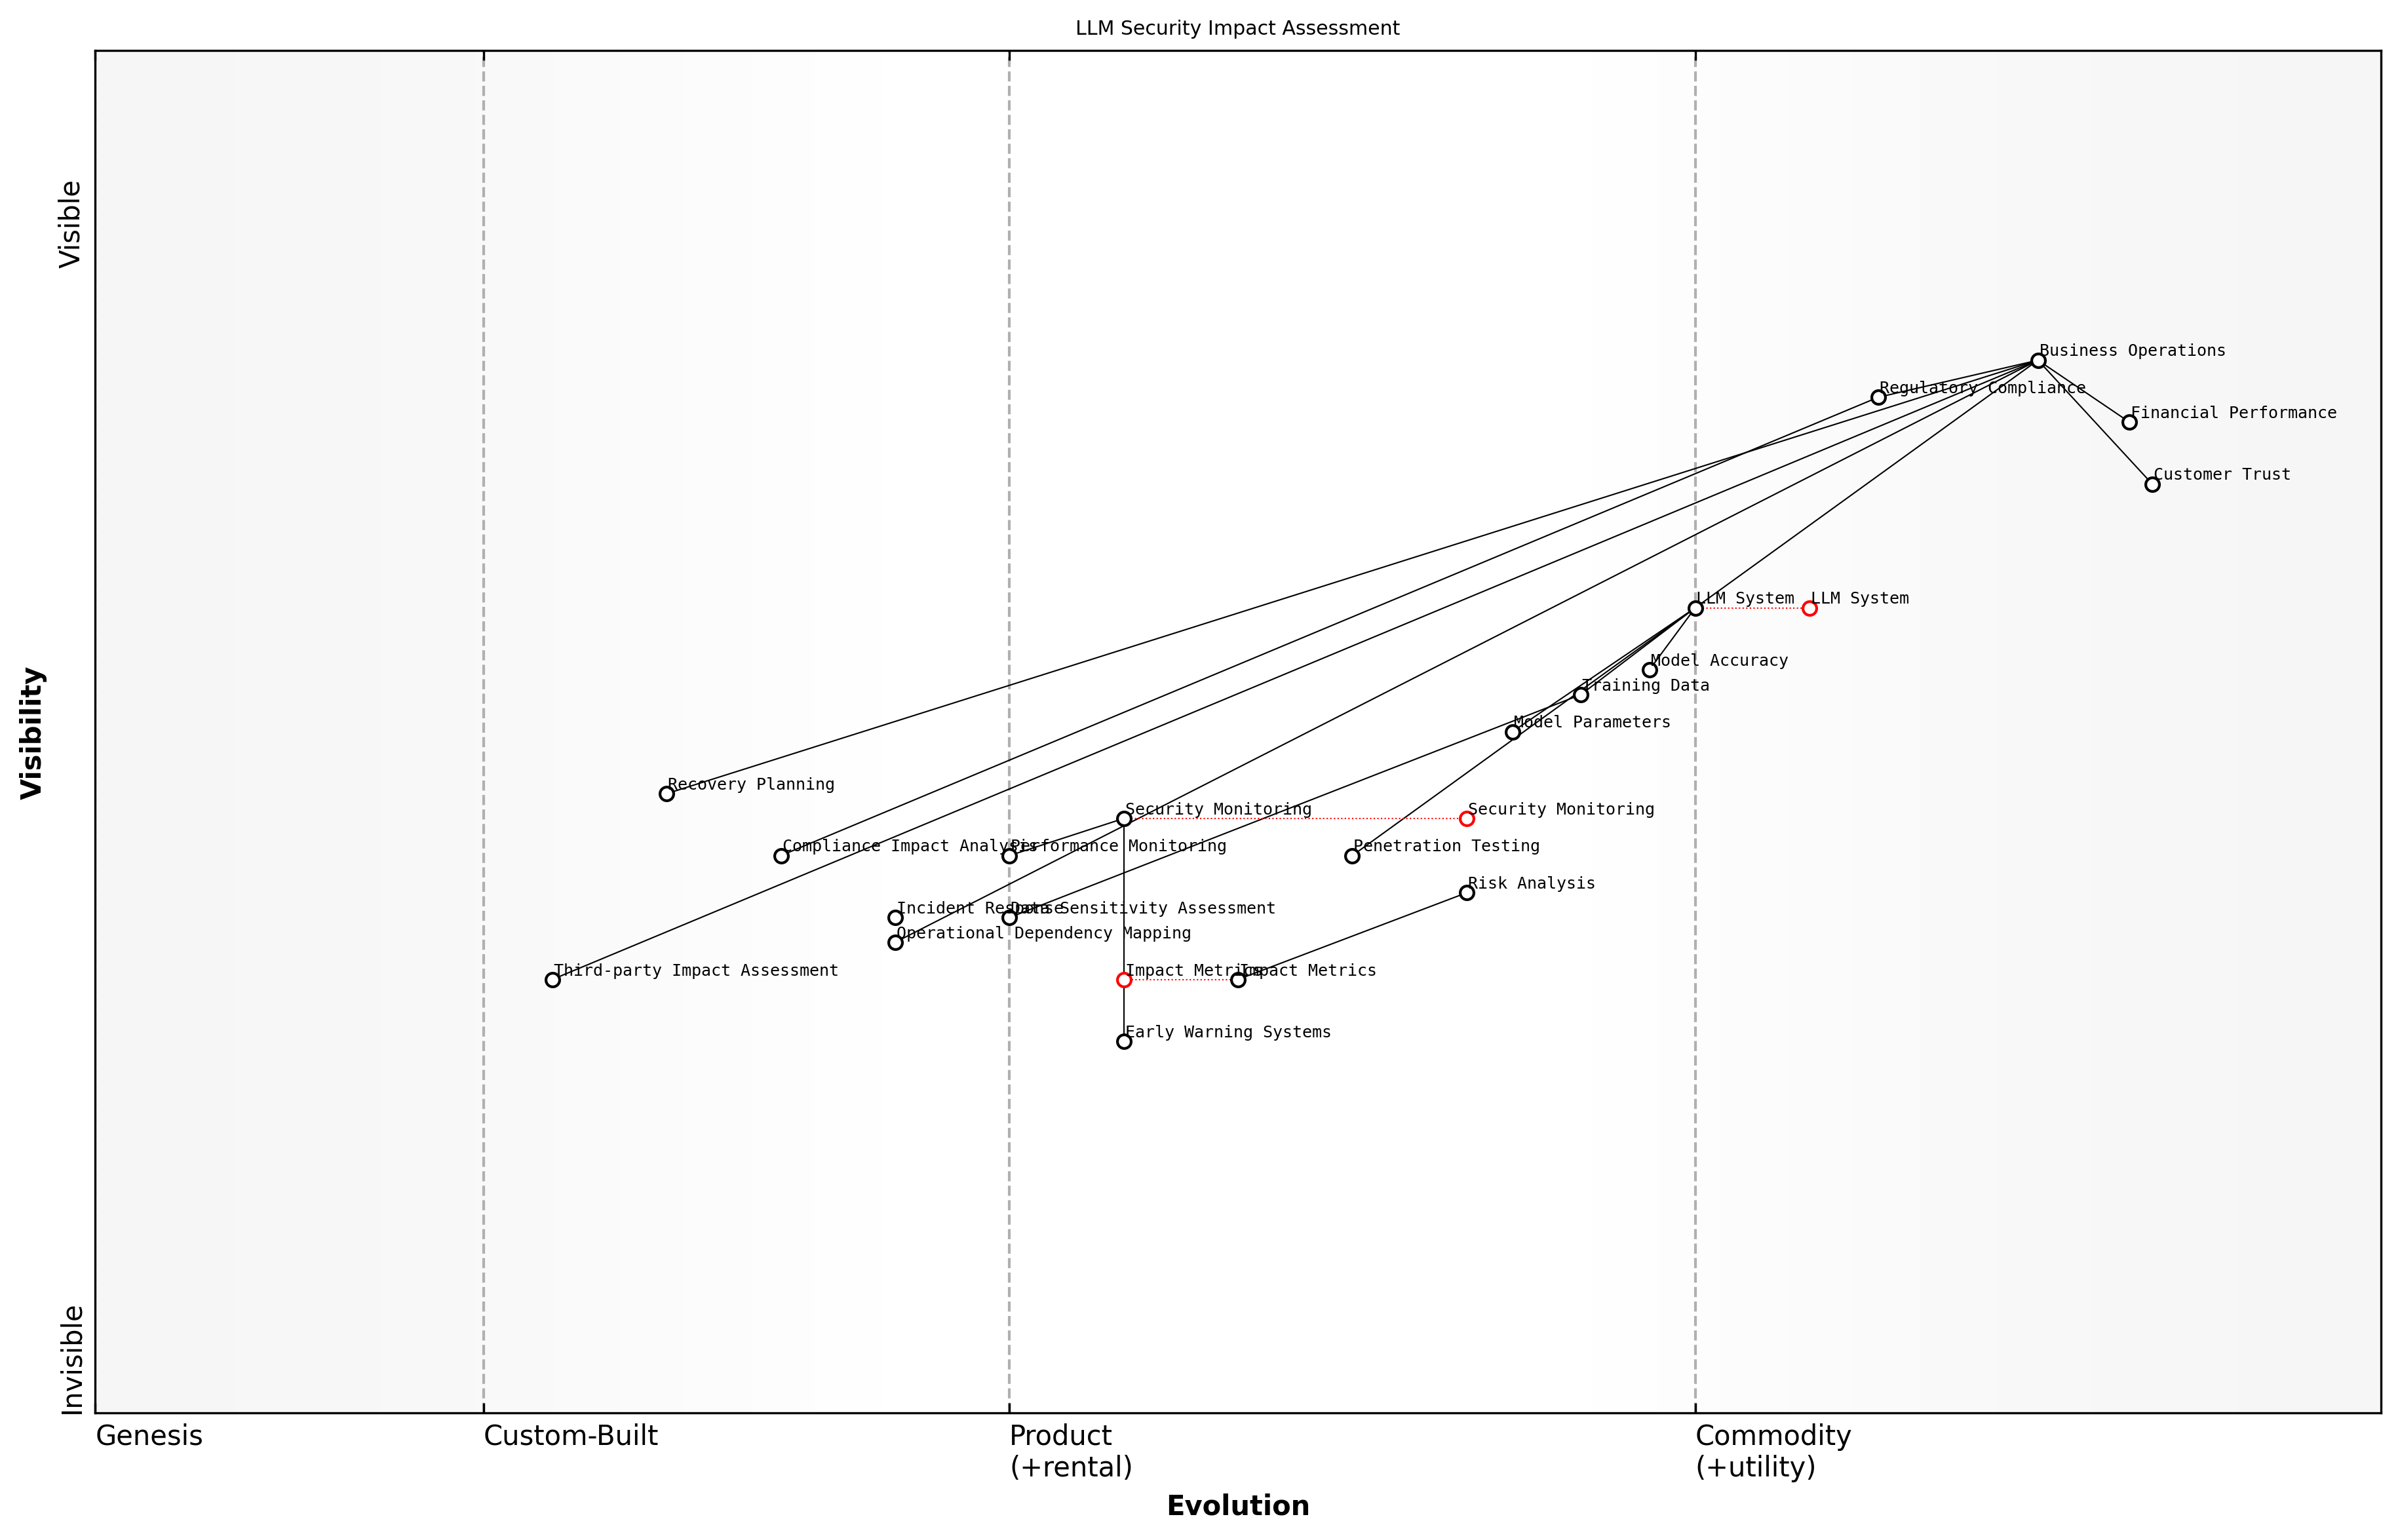 LLM Security Impact Assessment
Visible
Business Operations
Regulatory Compliance
Financial Performance
Customer Trust
LLM System
LLM System
Model Accuracy
Training Data
Model Parameters
Recovery Planning
Security Monitoring
Security Monitoring
Compliance Impact Analysis
Performance Monitoring
Penetration Testing
Risk Analysis
Incident Response
Data Sensitivity Assessment
Operational Dependency Mapping
Third-party Impact Assessment
Impact Metrics
Impact Metrics
Early Warning Systems
Visibility
Invisible
Genesis
Custom-Built
Product
(+rental)
Commodity
(+utility)
Evolution